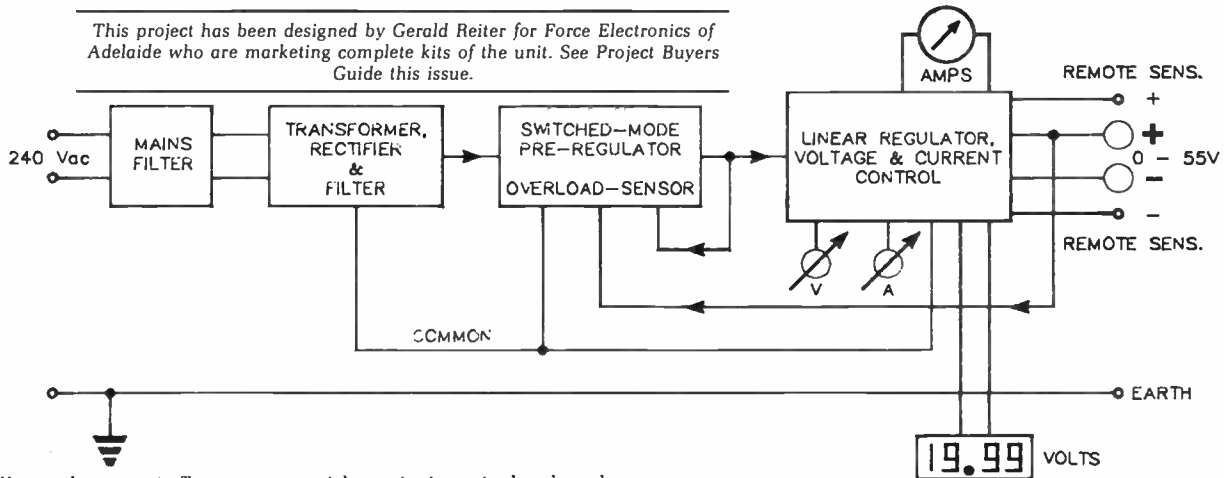 This project has been designed by Gerald Reiter for Force Electronics of
Adelaide who are marketing complete kits of the unit. See Project Buyers
Guide this issue.
AMPS
REMOTE SENS.
+
240 Vac
MAINS
FILTER
TRANSFORMER,
RECTIFIER
&
FILTER
SWITCHED-MODE
PRE-REGULATOR
OVERLOAD-SENSOR
LINEAR REGULATOR,
VOLTAGE & CURRENT
CONTROL
+
0 - 55V
-
-
REMOTE SENS.
V
A
COMMON
EARTH
19.99
VOLTS